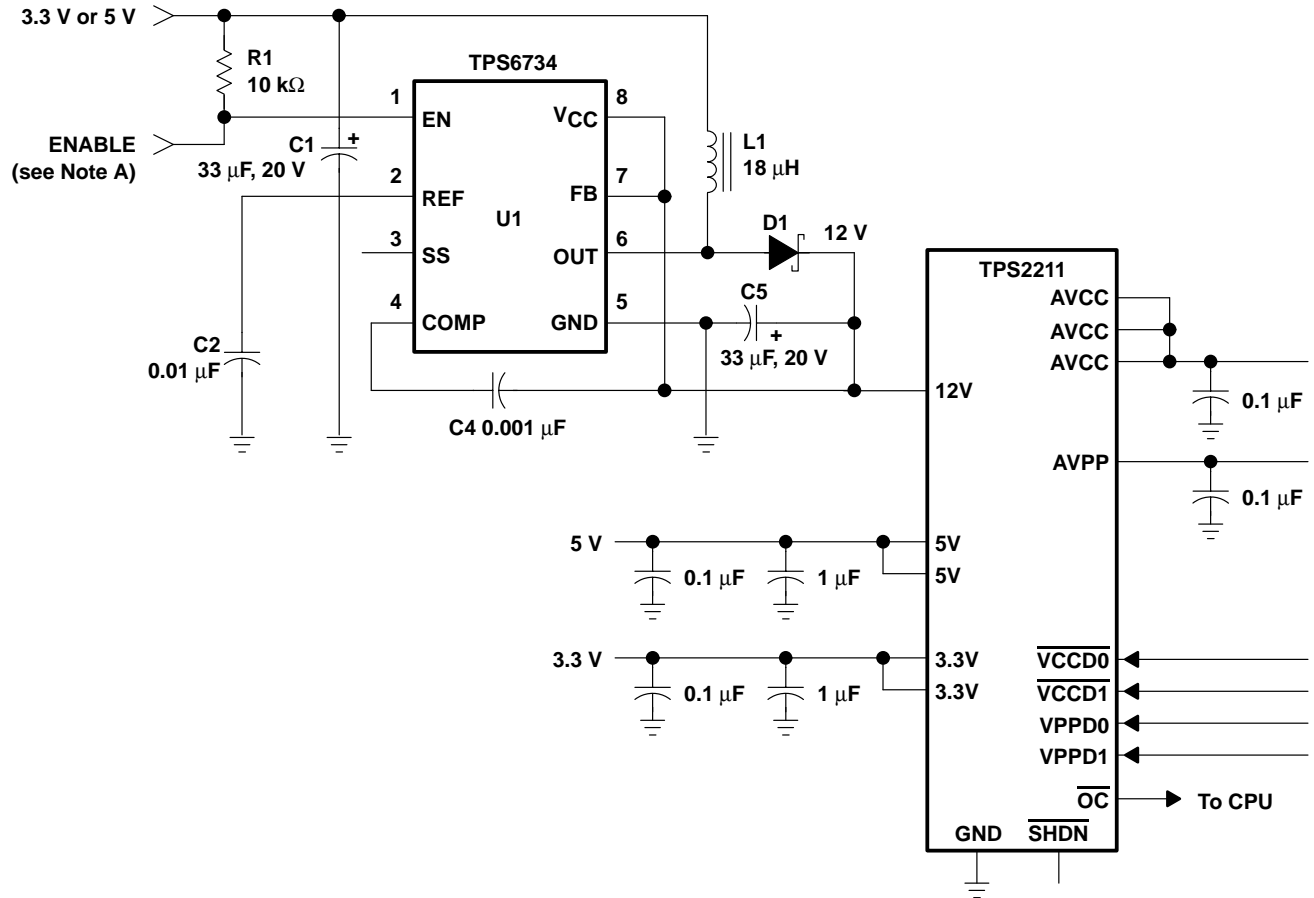 3.3 V or 5 V
R1
10 kΩ
ENABLE
(see Note A)
C1
+
33 µF, 20 V
TPS6734
1
EN
2
REF
3
SS
4
COMP
U1
8
VCC
7
FB
6
OUT
5
GND
L1
18 µH
D1
12 V
C5
+
33 µF, 20 V
C2
0.01 µF
C4 0.001 µF
TPS2211
AVCC
AVCC
AVCC
0.1 µF
12V
AVPP
0.1 µF
5 V
0.1 µF
1 µF
5V
5V
3.3 V
0.1 µF
1 µF
3.3V
3.3V
VCCD0
VCCD1
VPPD0
VPPD1
OC
To CPU
GND
SHDN